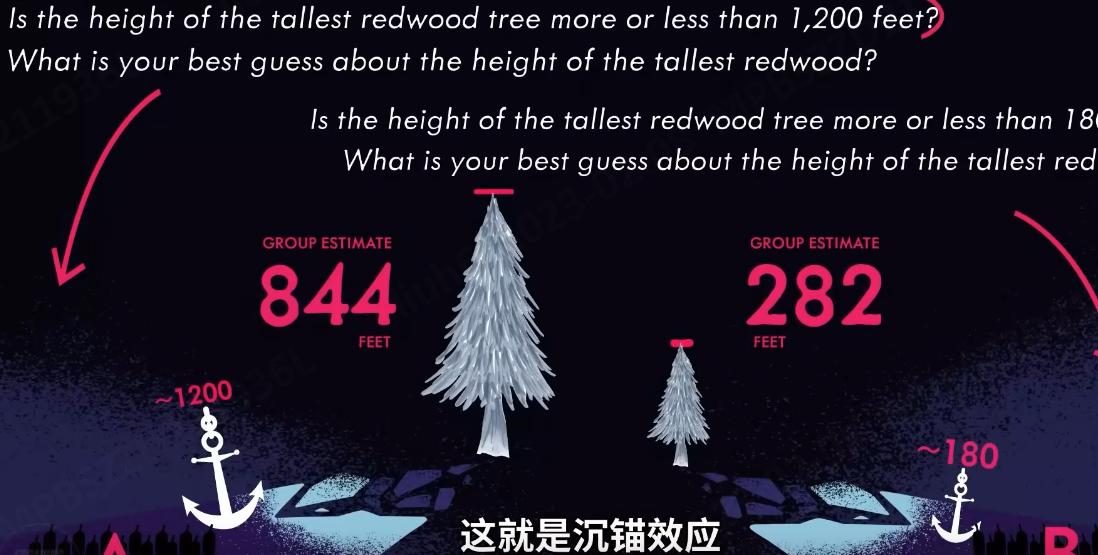 Is the height of the tallest redwood tree more or less than 1,200 feet?
What is your best guess about the height of the tallest redwood?
Is the height of the tallest redwood tree more or less than 18
What is your best guess about the height of the tallest red
GROUP ESTIMATE
844
FEET
GROUP ESTIMATE
282
FEET
~1200
~180
这就是沉锚效应
A
B